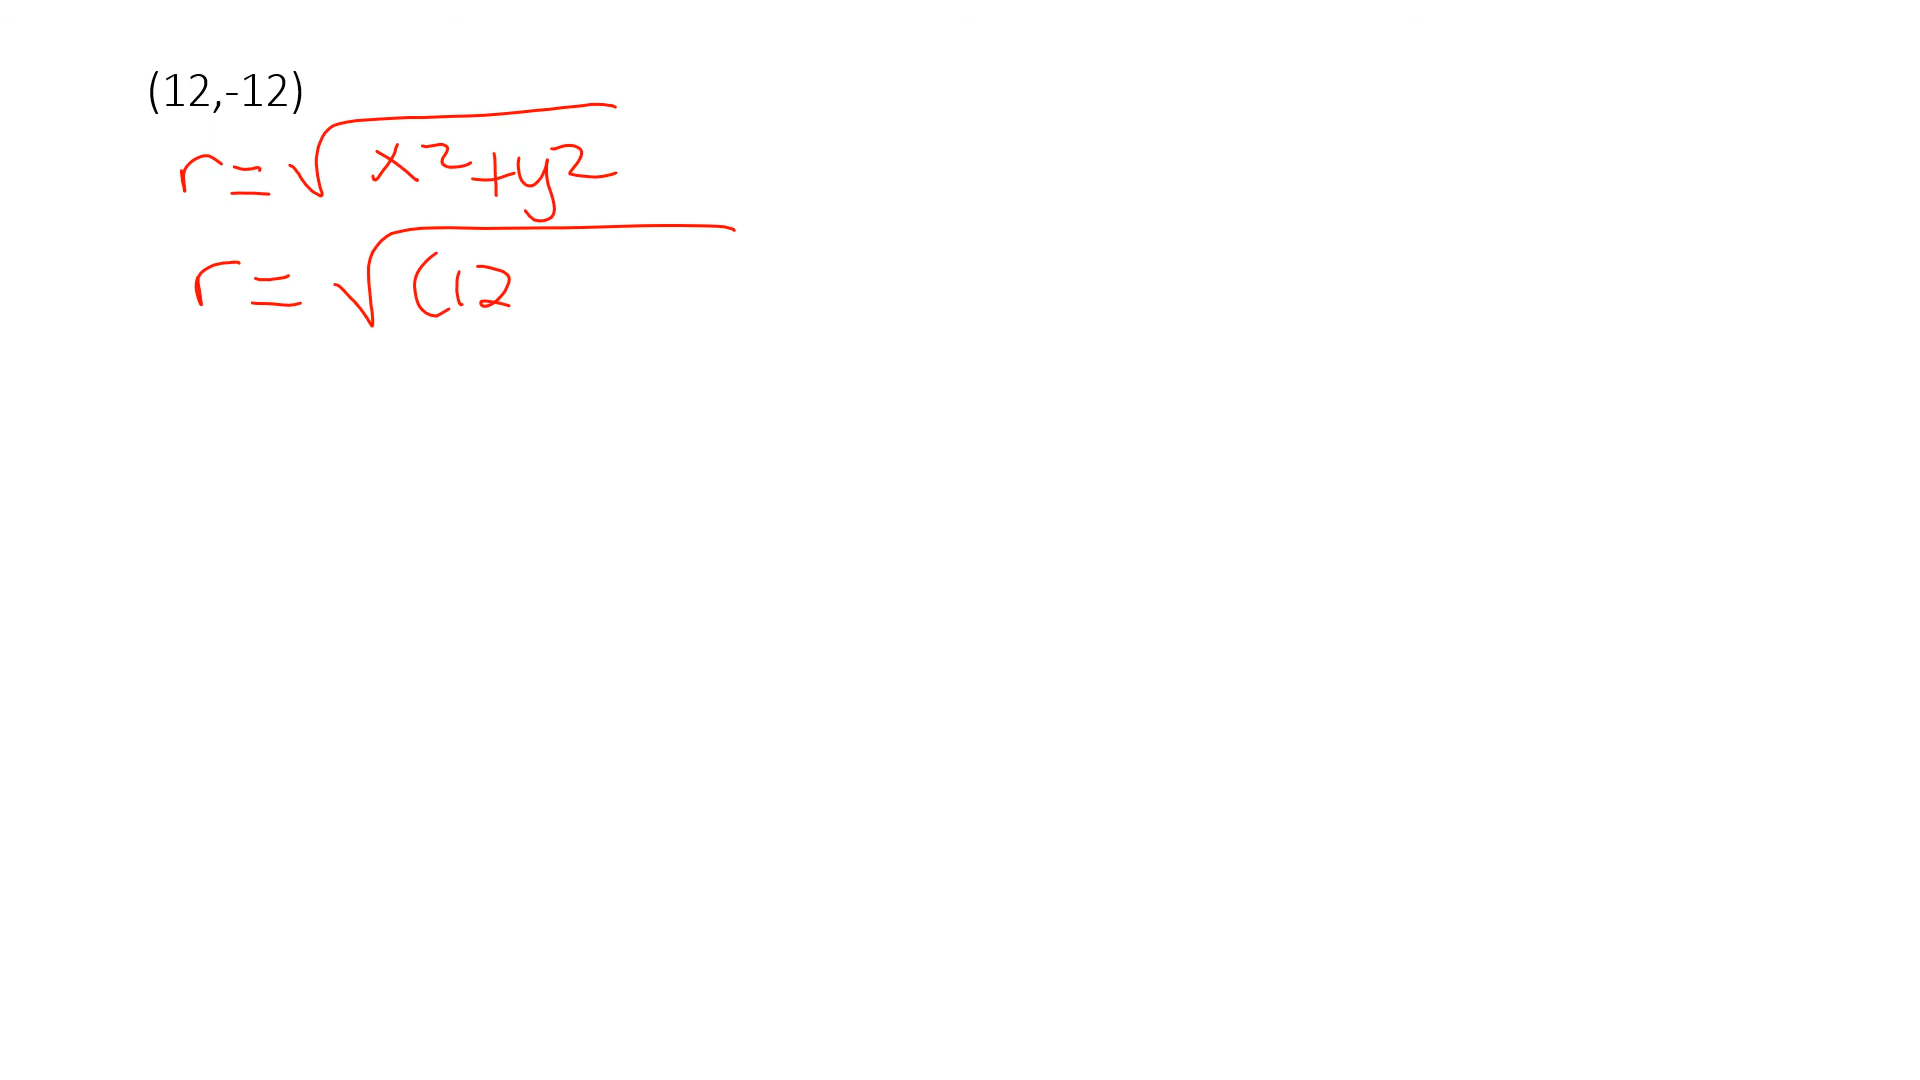 (12,-12)
r=√x²+y²
r=√(12